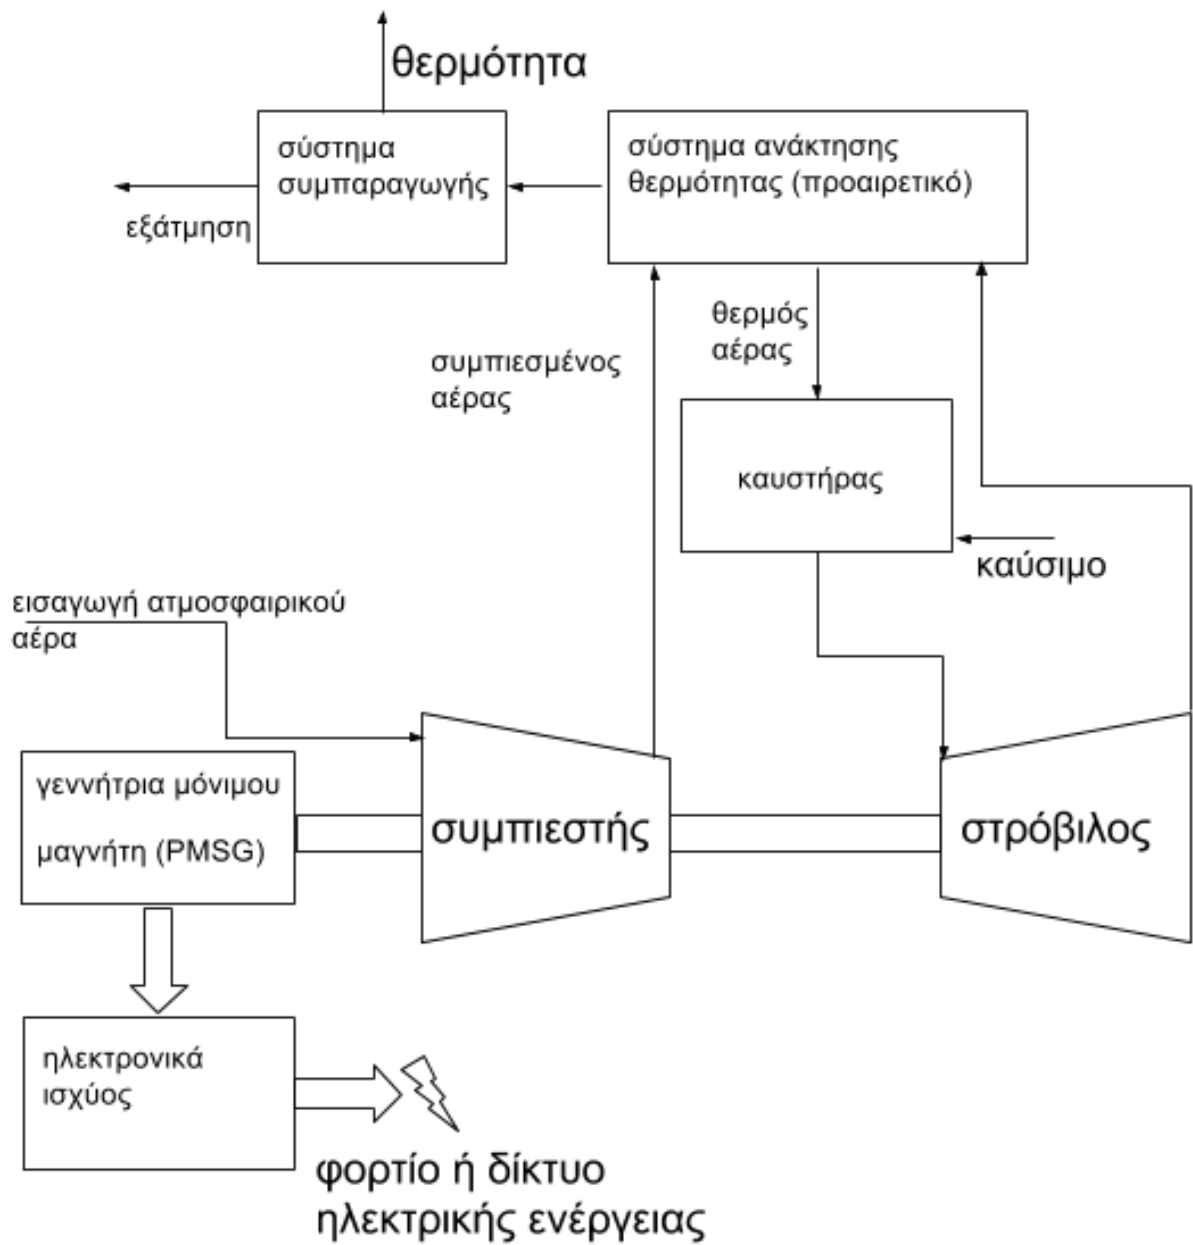 θερμότητα
σύστημα
συμπαραγωγής
σύστημα ανάκτησης
θερμότητας (προαιρετικό)
εξάτμηση
θερμός
αέρας
συμπιεσμένος
αέρας
καυστήρας
καύσιμο
εισαγωγή ατμοσφαιρικού
αέρα
γεννήτρια μόνιμου
μαγνήτη (PMSG)
συμπιεστής
στρόβιλος
ηλεκτρονικά
ισχύος
φορτίο ή δίκτυο
ηλεκτρικής ενέργειας